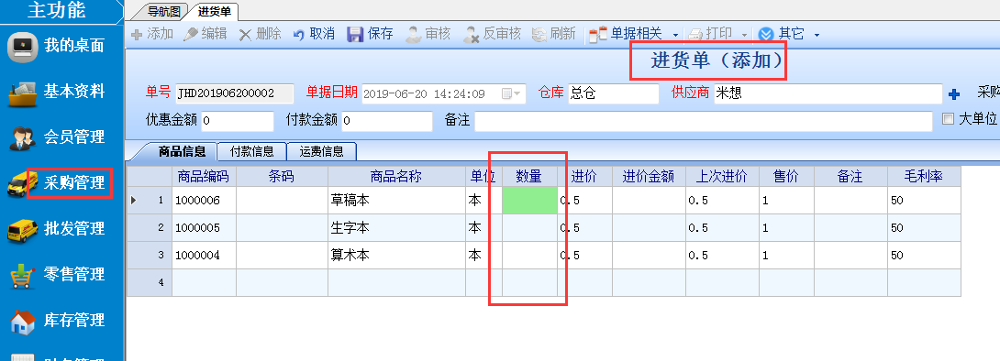 主功能
我的桌面
基本资料
会员管理
采购管理
批发管理
零售管理
库存管理
导航图 进货单
添加 编辑 删除 取消 保存 审核 反审核 刷新 单据相关 打印 其它
进货单（添加）
单号 JHD201906200002 单据日期 2019-06-20 14:24:09 仓库 总仓 供应商 米想 采购
优惠金额 0 付款金额 0 备注 大单位
商品信息 付款信息 运费信息
商品编码 条码 商品名称 单位 数量 进价 进价金额 上次进价 售价 备注 毛利率
1 1000006 草稿本 本 0.5 0.5 1 50
2 1000005 生字本 本 0.5 0.5 1 50
3 1000004 算术本 本 0.5 0.5 1 50
4